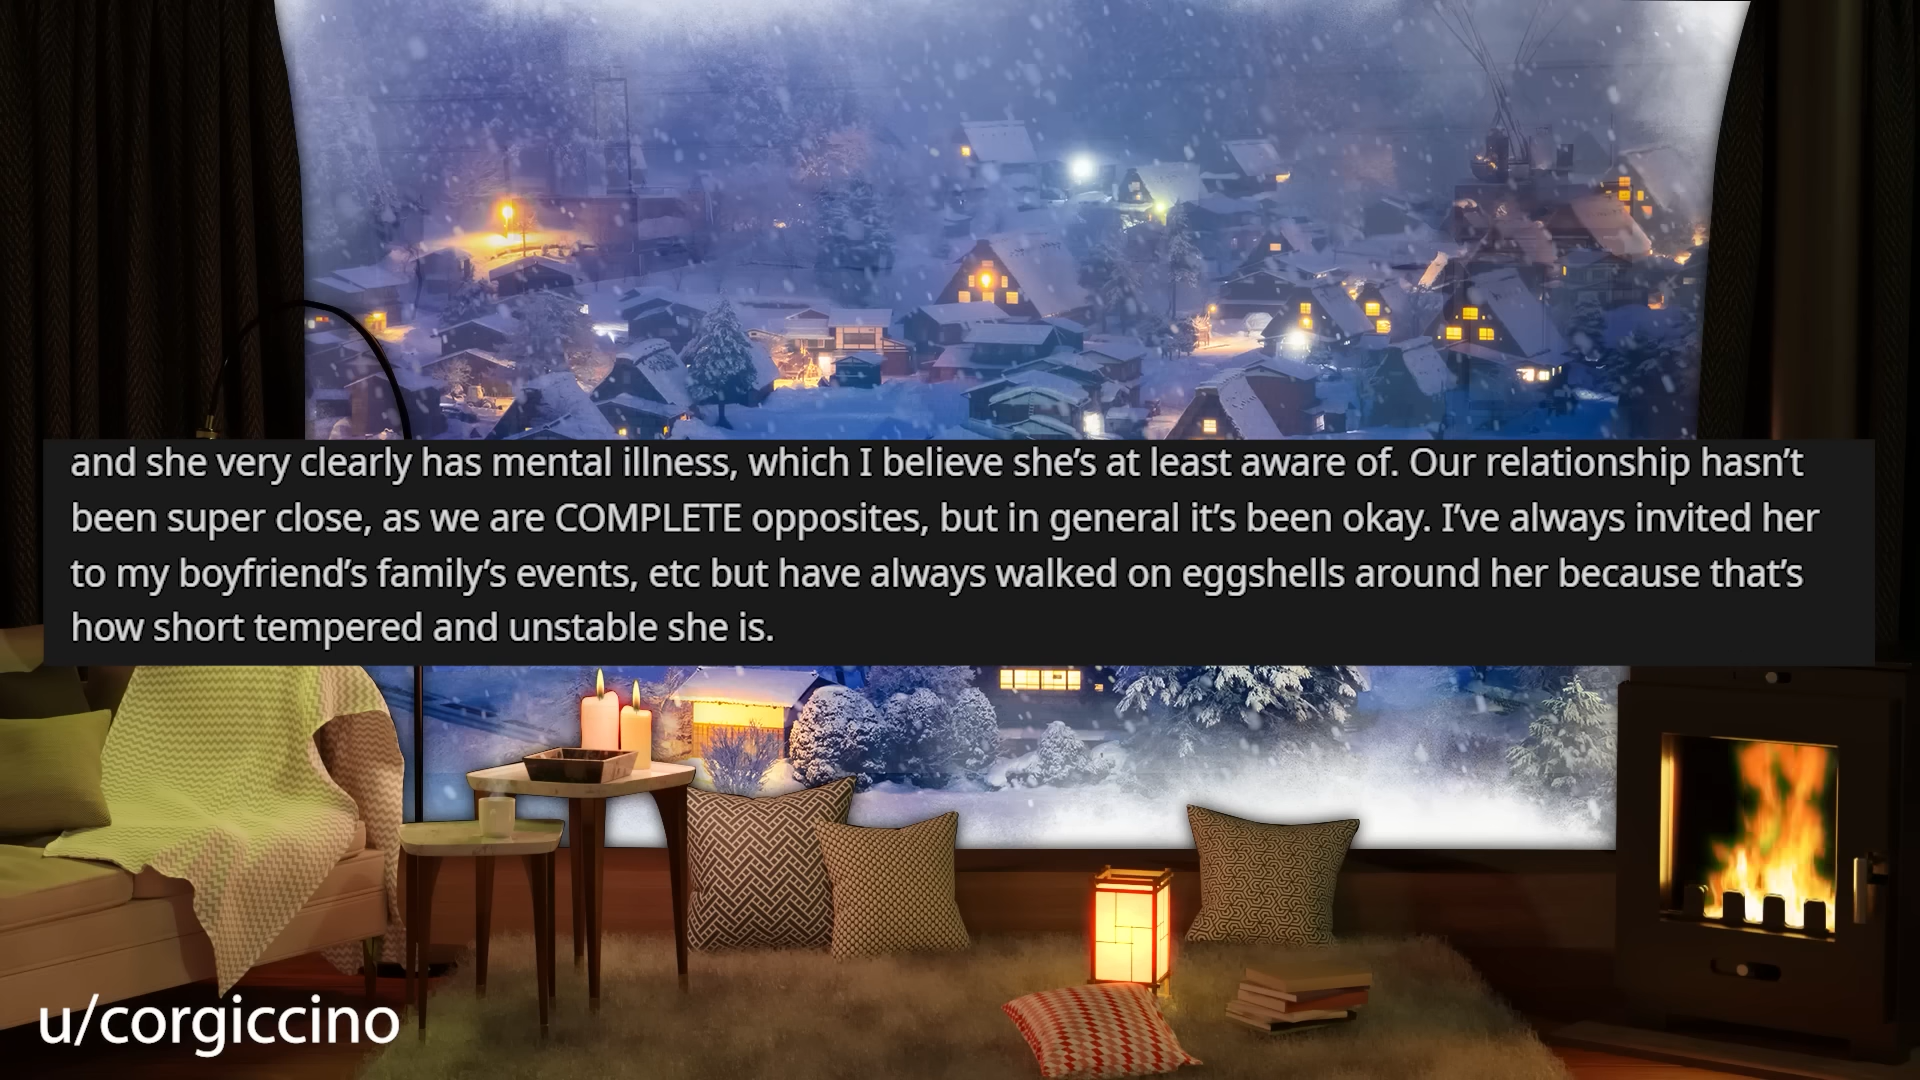 and she very clearly has mental illness, which I believe she’s at least aware of. Our relationship hasn’t
been super close, as we are COMPLETE opposites, but in general it’s been okay. I’ve always invited her
to my boyfriend’s family’s events, etc but have always walked on eggshells around her because that’s
how short tempered and unstable she is.
u/corgiccino